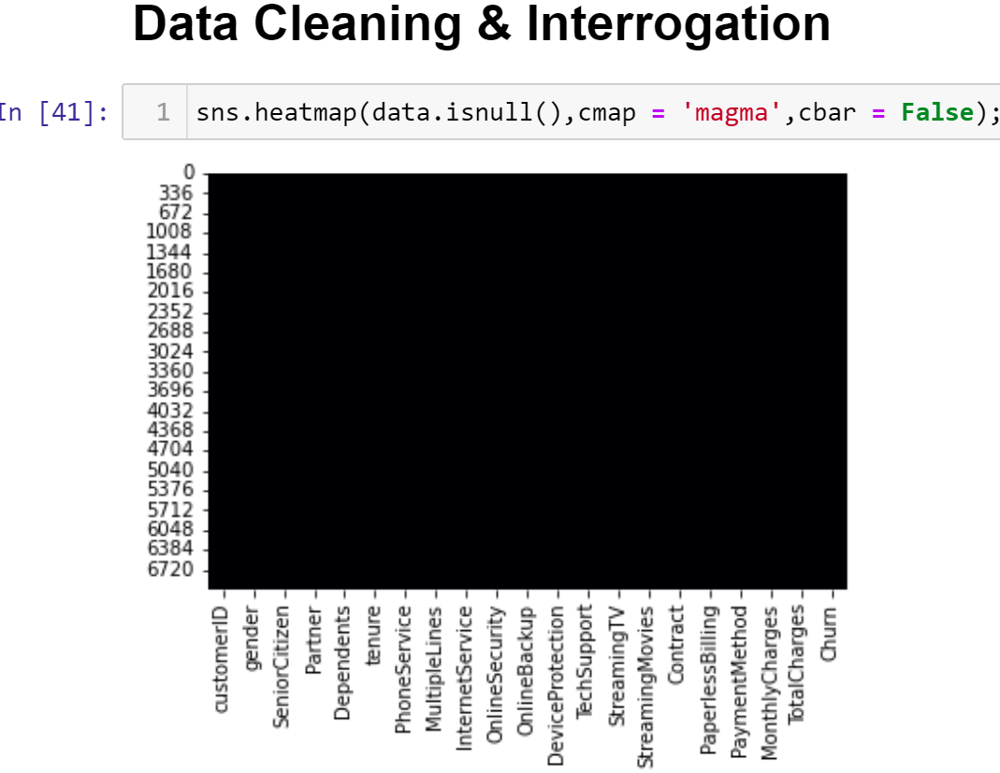 Data Cleaning & Interrogation
In [41]:
1
sns.heatmap(data.isnull(),cmap = 'magma',cbar = False);
0
336
672
1008
1344
1680
2016
2352
2688
3024
3360
3696
4032
4368
4704
5040
5376
5712
6048
6384
6720
customerID
gender
SeniorCitizen
Partner
Dependents
tenure
PhoneService
MultipleLines
InternetService
OnlineSecurity
OnlineBackup
DeviceProtection
TechSupport
StreamingTV
StreamingMovies
Contract
PaperlessBilling
PaymentMethod
MonthlyCharges
TotalCharges
Churn